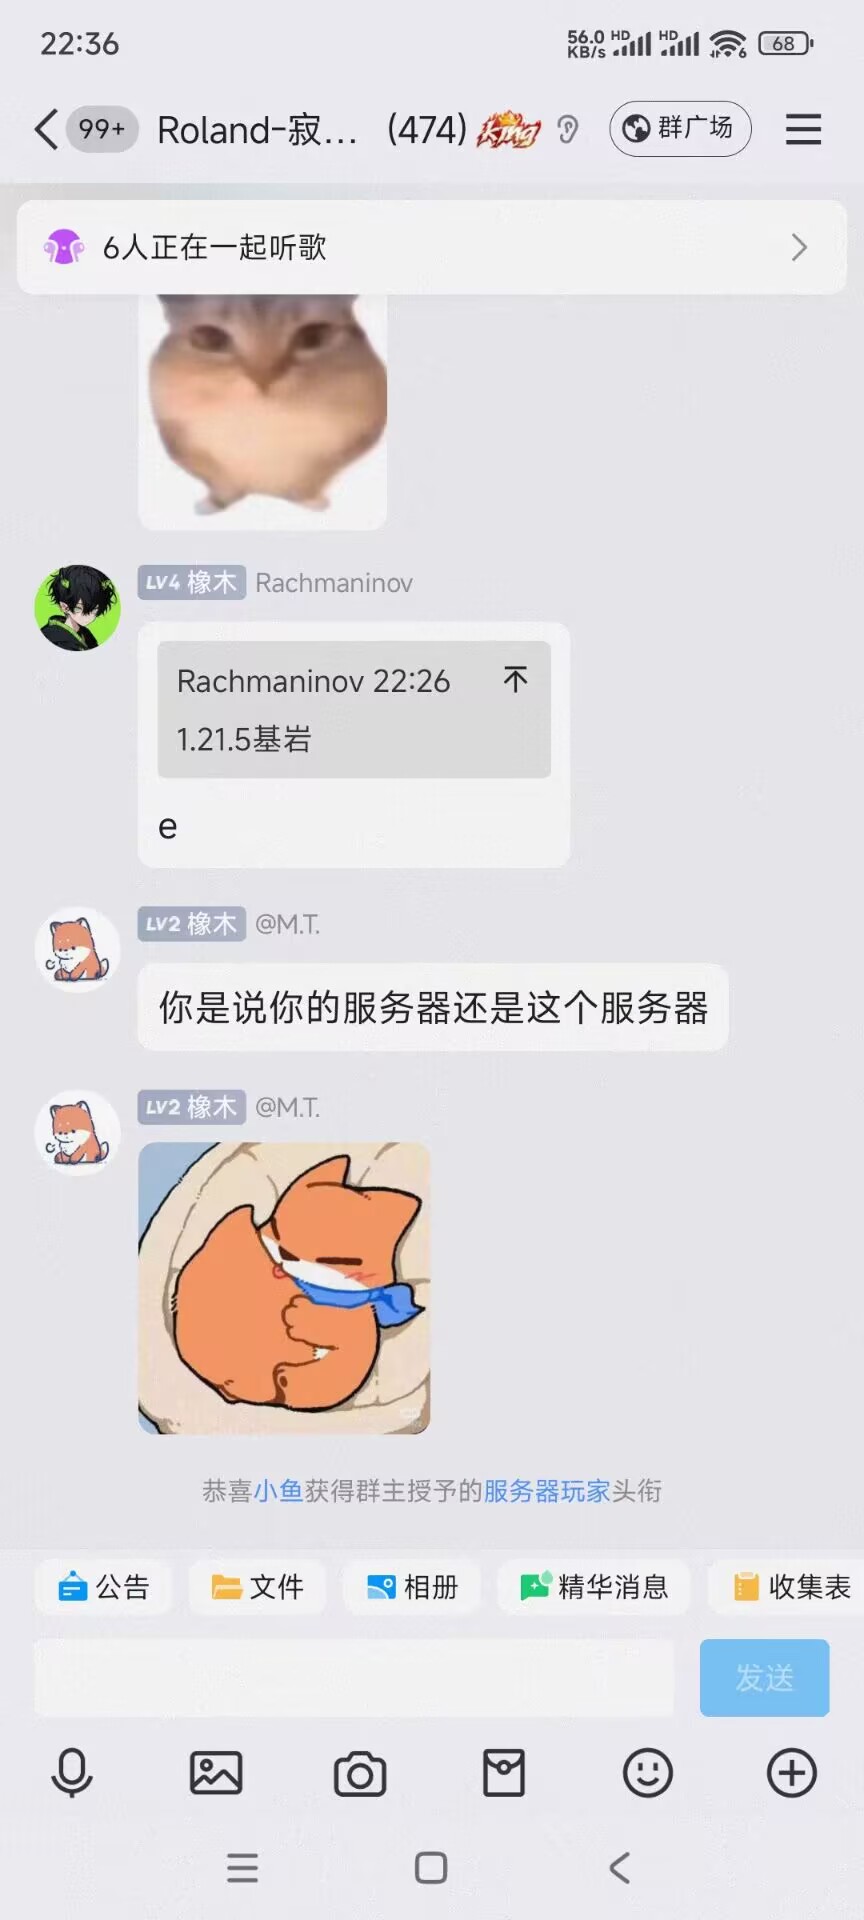 22:36
56.0 KB/s HD HD 6 68
99+ Roland-寂... (474) king 群广场
6人正在一起听歌
LV4 橡木 Rachmaninov
Rachmaninov 22:26
1.21.5基岩
e
LV2 橡木 @M.T.
你是说你的服务器还是这个服务器
LV2 橡木 @M.T.
恭喜小鱼获得群主授予的服务器玩家头衔
公告 文件 相册 精华消息 收集表
发送